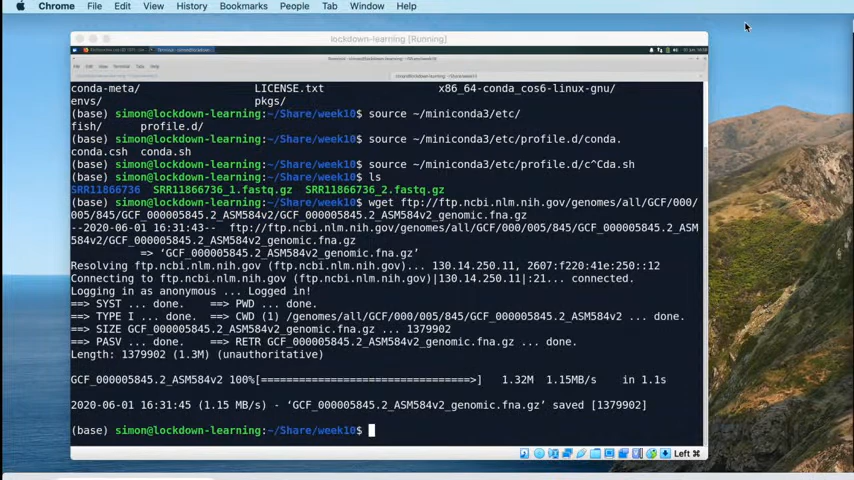 Chrome File Edit View History Bookmarks People Tab Window Help
lockdown-learning [Running]
conda-meta/ LICENSE.txt x86_64-conda_cos6-linux-gnu/
envs/ pkgs/
(base) simon@lockdown-learning:~/Share/week10$ source ~/miniconda3/etc/
fish/ profile.d/
(base) simon@lockdown-learning:~/Share/week10$ source ~/miniconda3/etc/profile.d/conda.
conda.csh conda.sh
(base) simon@lockdown-learning:~/Share/week10$ source ~/miniconda3/etc/profile.d/c^Cda.sh
(base) simon@lockdown-learning:~/Share/week10$ ls
SRR11866736 SRR11866736_1.fastq.gz SRR11866736_2.fastq.gz
(base) simon@lockdown-learning:~/Share/week10$ wget ftp://ftp.ncbi.nlm.nih.gov/genomes/all/GCF/000/
005/845/GCF_000005845.2_ASM584v2/GCF_000005845.2_ASM584v2_genomic.fna.gz
--2020-06-01 16:31:43-- ftp://ftp.ncbi.nlm.nih.gov/genomes/all/GCF/000/005/845/GCF_000005845.2_ASM
584v2/GCF_000005845.2_ASM584v2_genomic.fna.gz
=> ‘GCF_000005845.2_ASM584v2_genomic.fna.gz’
Resolving ftp.ncbi.nlm.nih.gov (ftp.ncbi.nlm.nih.gov)... 130.14.250.11, 2607:f220:41e:250::12
Connecting to ftp.ncbi.nlm.nih.gov (ftp.ncbi.nlm.nih.gov)|130.14.250.11|:21... connected.
Logging in as anonymous ... Logged in!
==> SYST ... done. ==> PWD ... done.
==> TYPE I ... done. ==> CWD (1) /genomes/all/GCF/000/005/845/GCF_000005845.2_ASM584v2 ... done.
==> SIZE GCF_000005845.2_ASM584v2_genomic.fna.gz ... 1379902
==> PASV ... done. ==> RETR GCF_000005845.2_ASM584v2_genomic.fna.gz ... done.
Length: 1379902 (1.3M) (unauthoritative)
GCF_000005845.2_ASM584v2 100%[===========================================>] 1.32M 1.15MB/s in 1.1s
2020-06-01 16:31:45 (1.15 MB/s) - ‘GCF_000005845.2_ASM584v2_genomic.fna.gz’ saved [1379902]
(base) simon@lockdown-learning:~/Share/week10$
Left ⌘